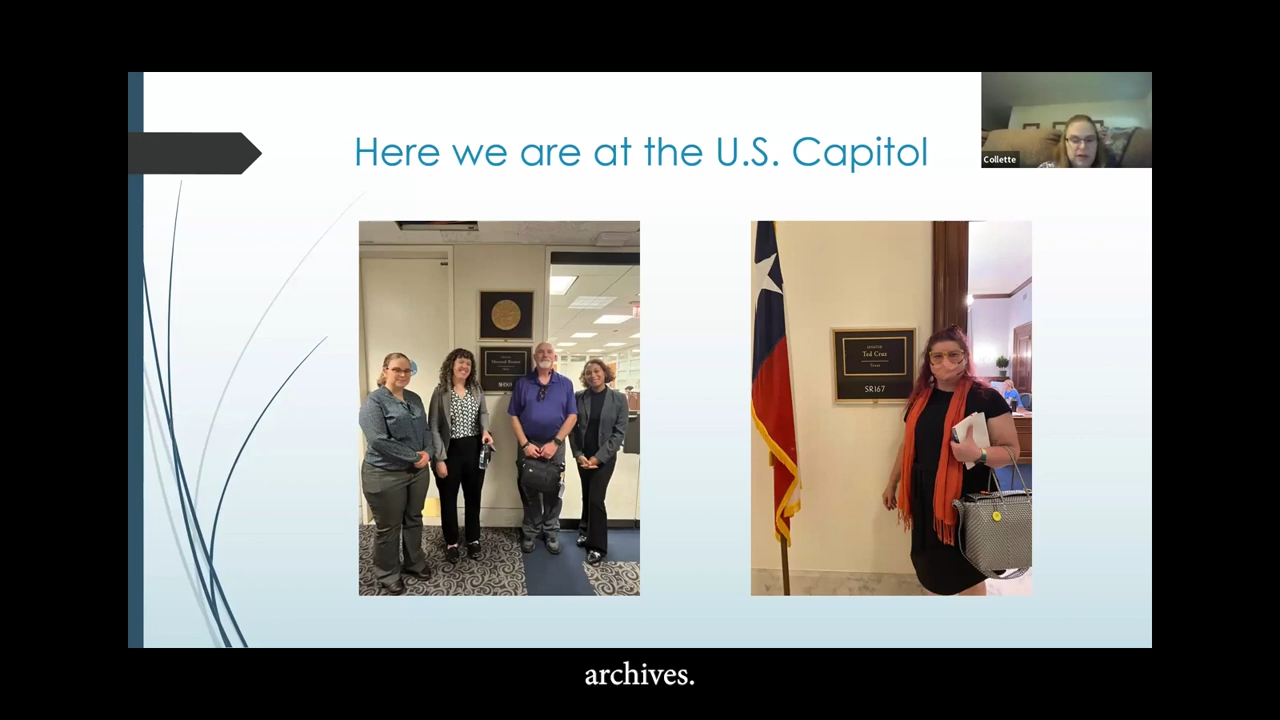 Here we are at the U.S. Capitol
Collette
SENATOR
Ted Cruz
Texas
SR167
archives.